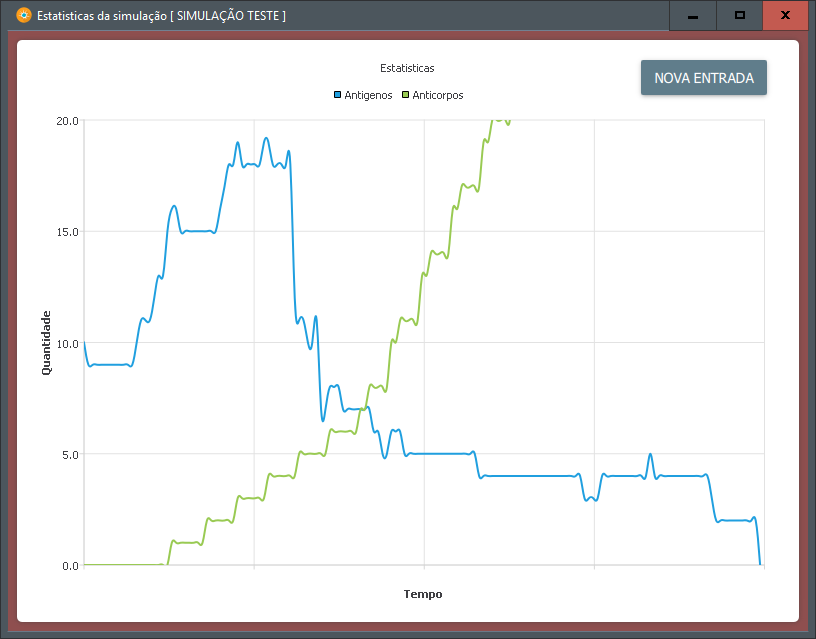 Estatisticas da simulação [ SIMULAÇÃO TESTE ]
Estatisticas
NOVA ENTRADA
Antigenos Anticorpos
20.0
15.0
10.0
5.0
0.0
Quantidade
Tempo